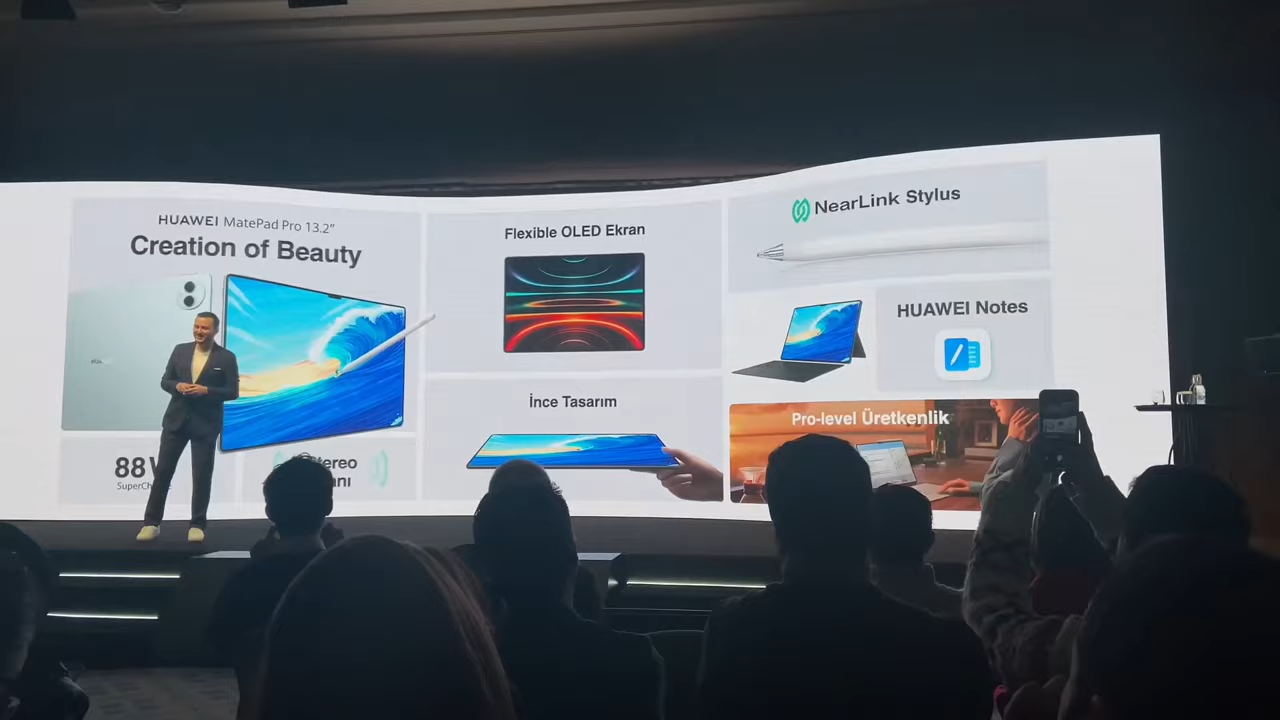 HUAWEI MatePad Pro 13.2"
Creation of Beauty
88
Flexible OLED Ekran
İnce Tasarım
NearLink Stylus
HUAWEI Notes
Pro-level Üretkenlik